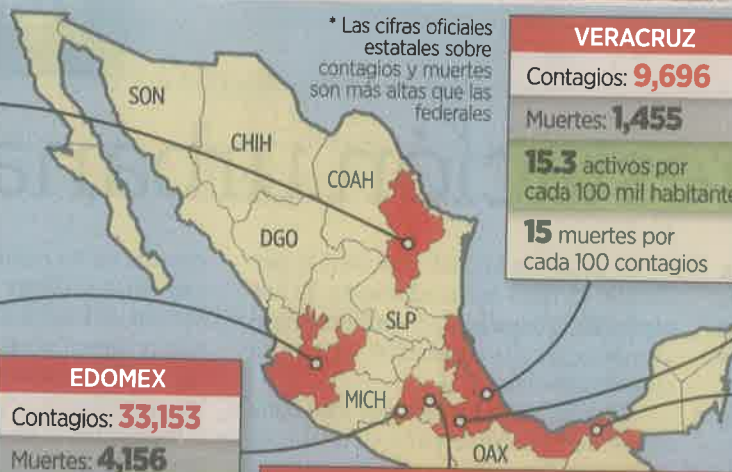 * Las cifras oficiales
estatales sobre
contagios y muertes
son más altas que las
federales
VERACRUZ
Contagios: 9,696
Muertes: 1,455
15.3 activos por
cada 100 mil habitante
15 muertes por
cada 100 contagios
SON
CHIH
COAH
DGO
SLP
MICH
OAX
EDOMEX
Contagios: 33,153
Muertes: 4,156